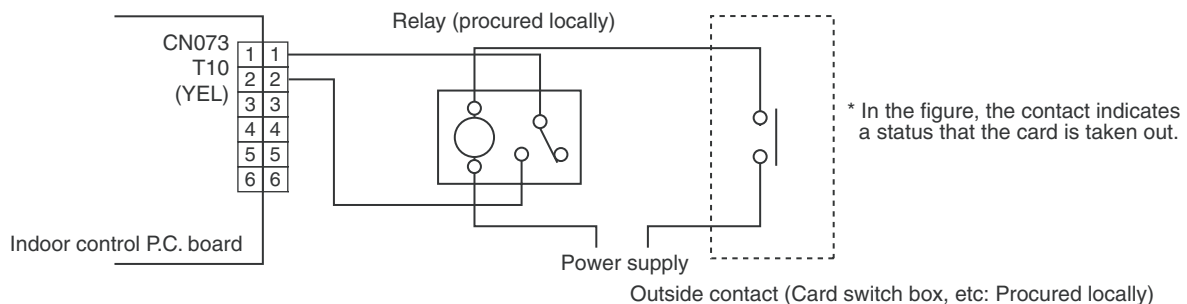 Relay (procured locally)
CN073
T10
(YEL)
1 1
2 2
3 3
4 4
5 5
6 6
* In the figure, the contact indicates
a status that the card is taken out.
Indoor control P.C. board
Power supply
Outside contact (Card switch box, etc: Procured locally)